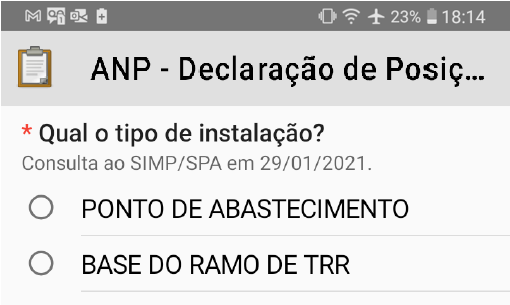 23% 18:14
ANP - Declaração de Posiç...
* Qual o tipo de instalação?
Consulta ao SIMP/SPA em 29/01/2021.
PONTO DE ABASTECIMENTO
BASE DO RAMO DE TRR